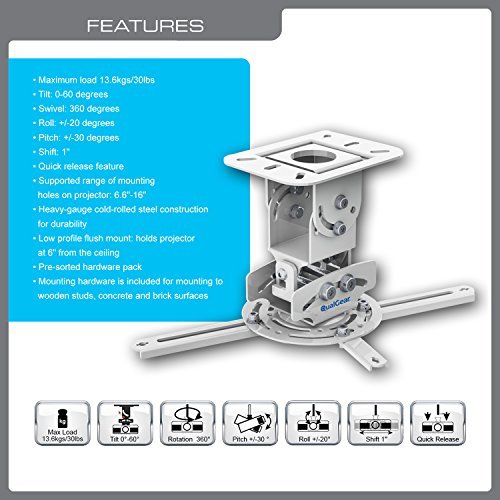 FEATURES
• Maximum load 13.6kgs/30lbs
• Tilt: 0-60 degrees
• Swivel: 360 degrees
• Roll: +/-20 degrees
• Pitch: +/-30 degrees
• Shift: 1"
• Quick release feature
• Supported range of mounting
holes on projector: 6.6"-16"
• Heavy-gauge cold-rolled steel construction
for durability
• Low profile flush mount: holds projector
at 6" from the ceiling
• Pre-sorted hardware pack
• Mounting hardware is included for mounting to
wooden studs, concrete and brick surfaces
QualGear
kg
Max Load
13.6kgs/30lbs
Tilt 0°-60°
Rotation 360°
Pitch +/-30 °
Roll +/-20°
Shift 1"
Quick Release